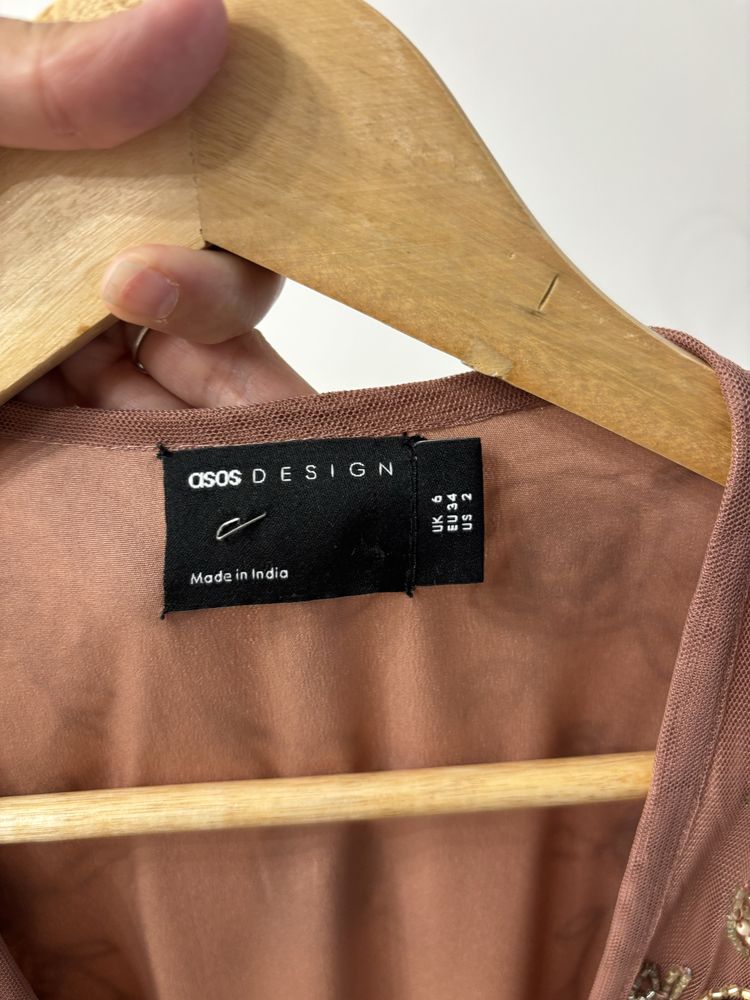 asos DESIGN
Made in India
UK 6
EU 34
US 2